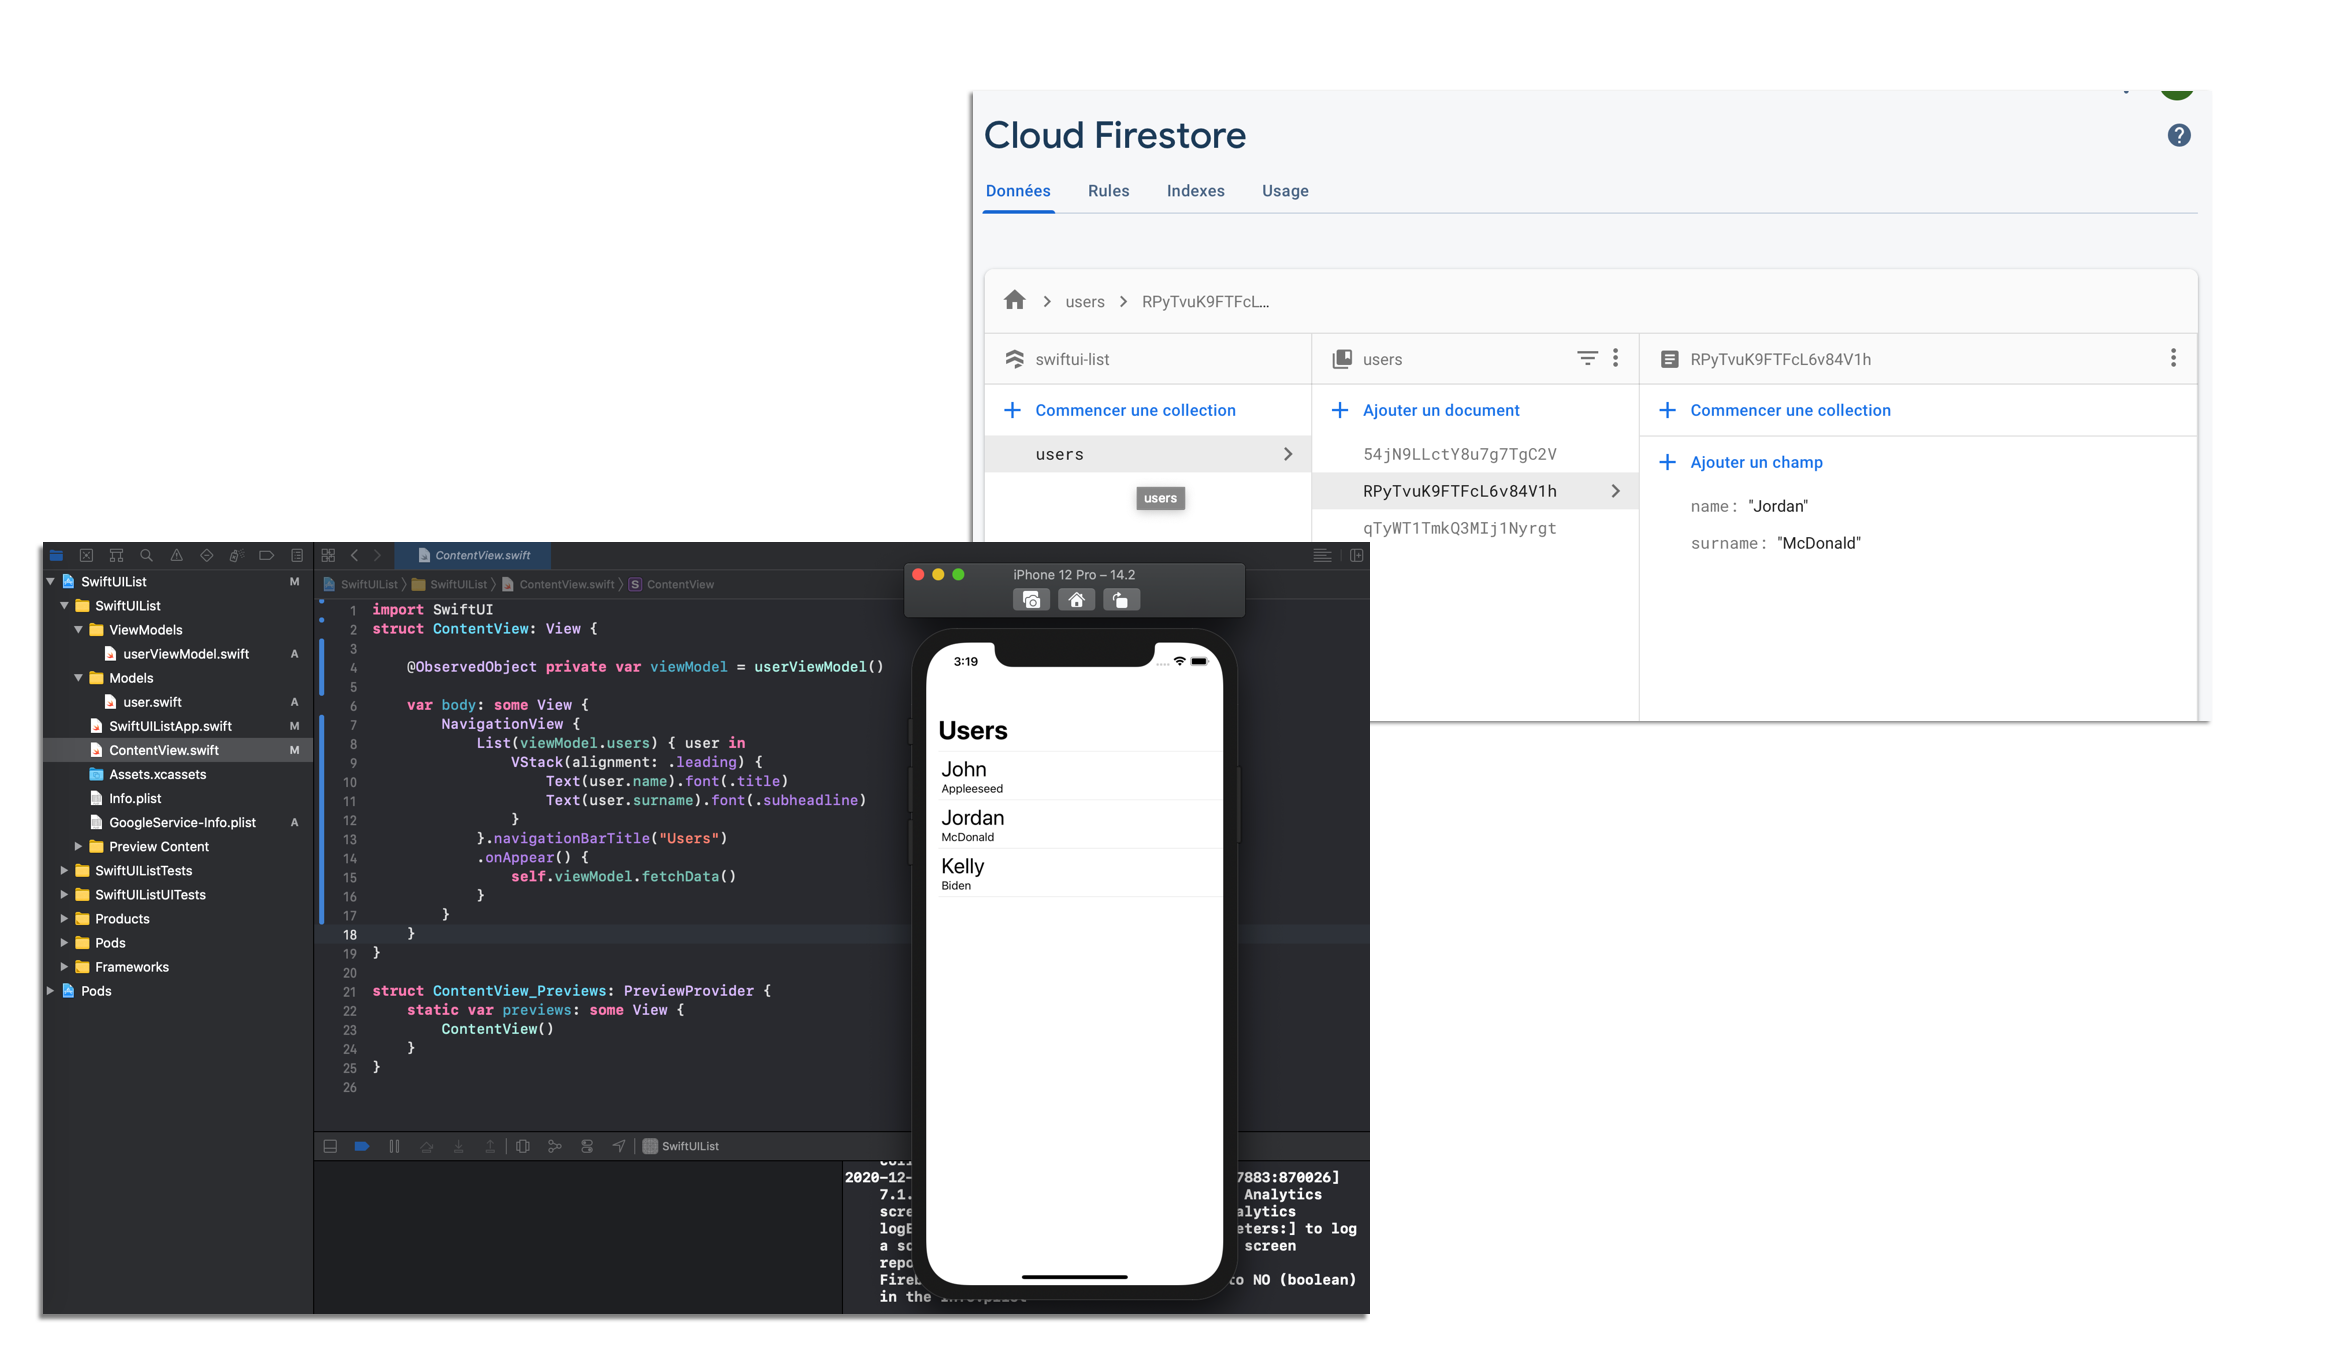 Cloud Firestore
Données Rules Indexes Usage
users RPyTvuK9FTFcL...
swiftui-list
Commencer une collection
users
users
users
Ajouter un document
54jN9LLctY8u7g7TgC2V
RPyTvuK9FTFcL6v84V1h
qTyWT1TmkQ3MIj1Nyrgt
RPyTvuK9FTFcL6v84V1h
Commencer une collection
Ajouter un champ
name: "Jordan"
surname: "McDonald"
SwiftUIList M
SwiftUIList
ViewModels
userViewModel.swift A
Models
user.swift A
SwiftUIListApp.swift M
ContentView.swift M
Assets.xcassets
Info.plist
GoogleService-Info.plist A
Preview Content
SwiftUIListTests
SwiftUIListUITests
Products
Pods
Frameworks
Pods
ContentView.swift
SwiftUIList SwiftUIList ContentView.swift S ContentView
1 import SwiftUI
2 struct ContentView: View {
3
4 @ObservedObject private var viewModel = userViewModel()
5
6 var body: some View {
7 NavigationView {
8 List(viewModel.users) { user in
9 VStack(alignment: .leading) {
10 Text(user.name).font(.title)
11 Text(user.surname).font(.subheadline)
12 }
13 }.navigationBarTitle("Users")
14 .onAppear() {
15 self.viewModel.fetchData()
16 }
17 }
18 }
19 }
20
21 struct ContentView_Previews: PreviewProvider {
22 static var previews: some View {
23 ContentView()
24 }
25 }
26
SwiftUIList
2020-12- 7883:870026]
7.1. Analytics
scre alytics
logE eters:] to log
a sc screen
repo
Fireb to NO (boolean)
in the
iPhone 12 Pro – 14.2
3:19
Users
John
Appleeseed
Jordan
McDonald
Kelly
Biden